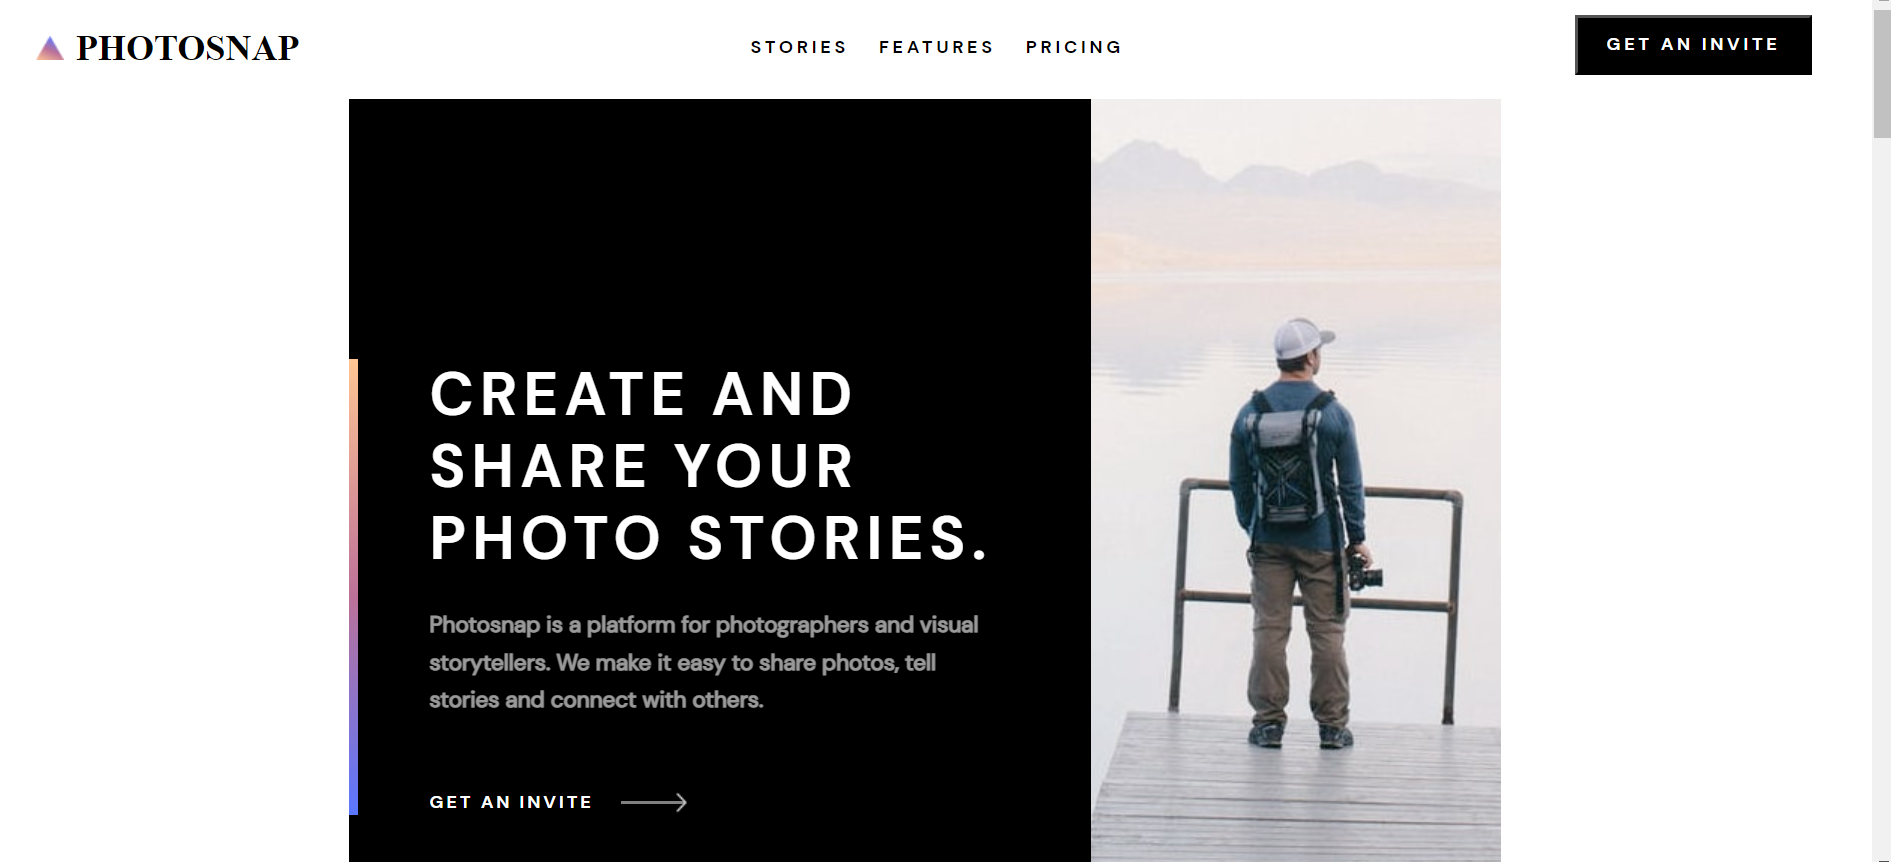 PHOTOSNAP
STORIES FEATURES PRICING
GET AN INVITE
CREATE AND
SHARE YOUR
PHOTO STORIES.
Photosnap is a platform for photographers and visual
storytellers. We make it easy to share photos, tell
stories and connect with others.
GET AN INVITE